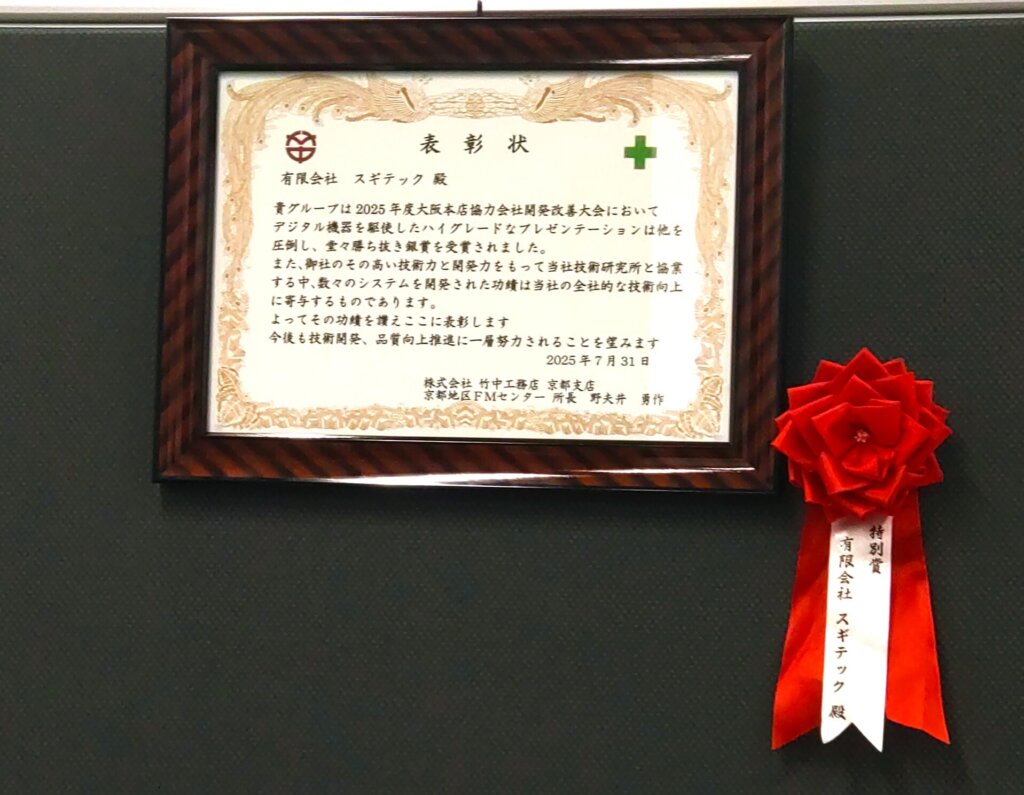 表彰状
有限会社 スギテック 殿
貴グループは2025年度大阪本店協力会社開発改善大会において
デジタル機器を駆使したハイグレードなプレゼンテーションは他を
圧倒し、堂々勝ち抜き銀賞を受賞されました。
また、御社のその高い技術力と開発力をもって当社技術研究所と協業
する中、数々のシステムを開発された功績は当社の全社的な技術向上
に寄与するものであります。
よってその功績を讃えここに表彰します
今後も技術開発、品質向上推進に一層努力されることを望みます
2025年7月31日
株式会社 竹中工務店 京都支店
京都地区FMセンター 所長 野夫井 勇作
特別賞
有限会社 スギテック 殿